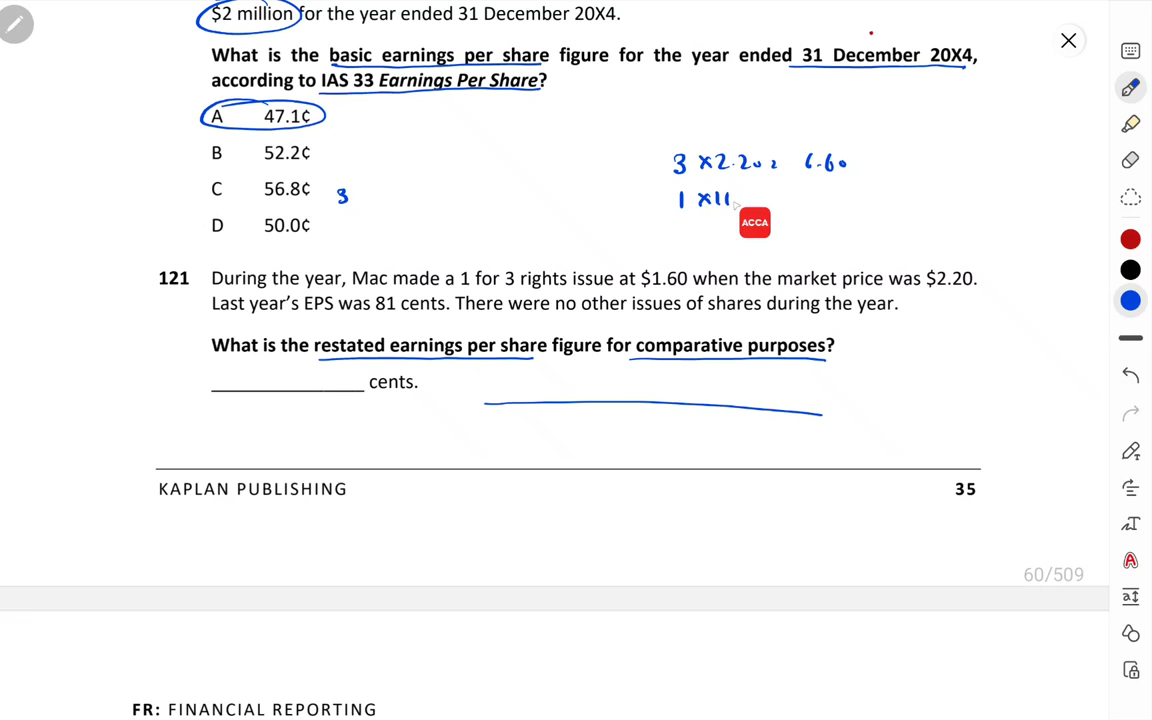 $2 million for the year ended 31 December 20X4.
What is the basic earnings per share figure for the year ended 31 December 20X4,
according to IAS 33 Earnings Per Share?
A 47.1¢
B 52.2¢
C 56.8¢
D 50.0¢
3
3 × 2.20 = 6.60
1 × 11
ACCA
121 During the year, Mac made a 1 for 3 rights issue at $1.60 when the market price was $2.20.
Last year’s EPS was 81 cents. There were no other issues of shares during the year.
What is the restated earnings per share figure for comparative purposes?
_______________ cents.
KAPLAN PUBLISHING 35
60/509
FR: FINANCIAL REPORTING